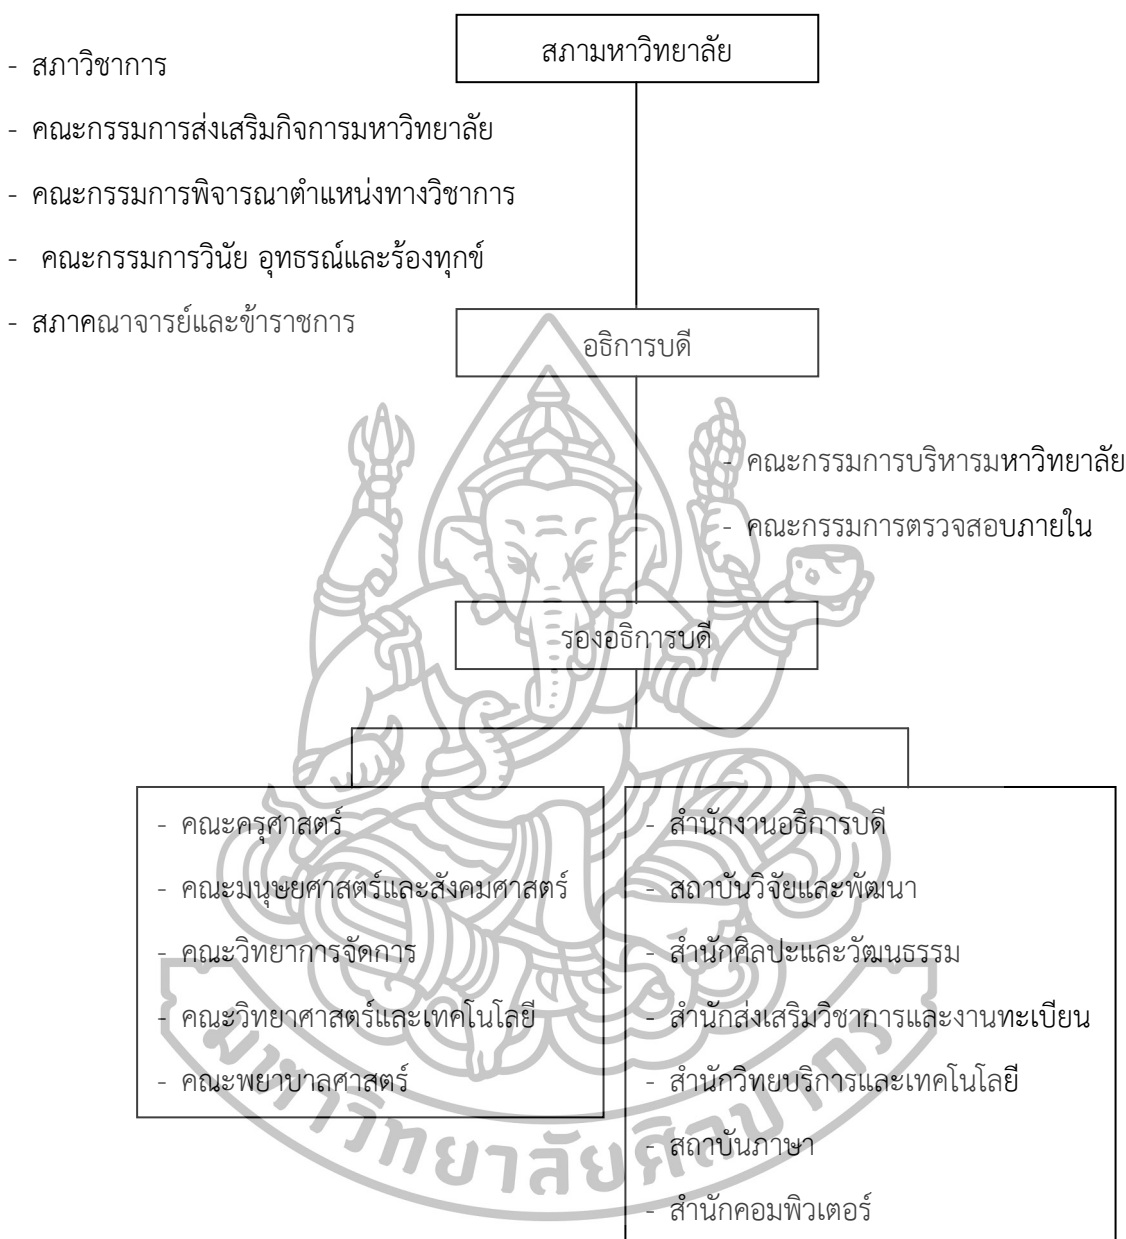 สภามหาวิทยาลัย
- สภาวิชาการ
- คณะกรรมการส่งเสริมกิจการมหาวิทยาลัย
- คณะกรรมการพิจารณาตำแหน่งทางวิชาการ
- คณะกรรมการวินัย อุทธรณ์และร้องทุกข์
- สภาคณาจารย์และข้าราชการ
อธิการบดี
- คณะกรรมการบริหารมหาวิทยาลัย
- คณะกรรมการตรวจสอบภายใน
รองอธิการบดี
- คณะครุศาสตร์
- คณะมนุษยศาสตร์และสังคมศาสตร์
- คณะวิทยาการจัดการ
- คณะวิทยาศาสตร์และเทคโนโลยี
- คณะพยาบาลศาสตร์
- สำนักงานอธิการบดี
- สถาบันวิจัยและพัฒนา
- สำนักศิลปะและวัฒนธรรม
- สำนักส่งเสริมวิชาการและงานทะเบียน
- สำนักวิทยบริการและเทคโนโลยี
- สถาบันภาษา
- สำนักคอมพิวเตอร์
มหาวิทยาลัยศิลปากร